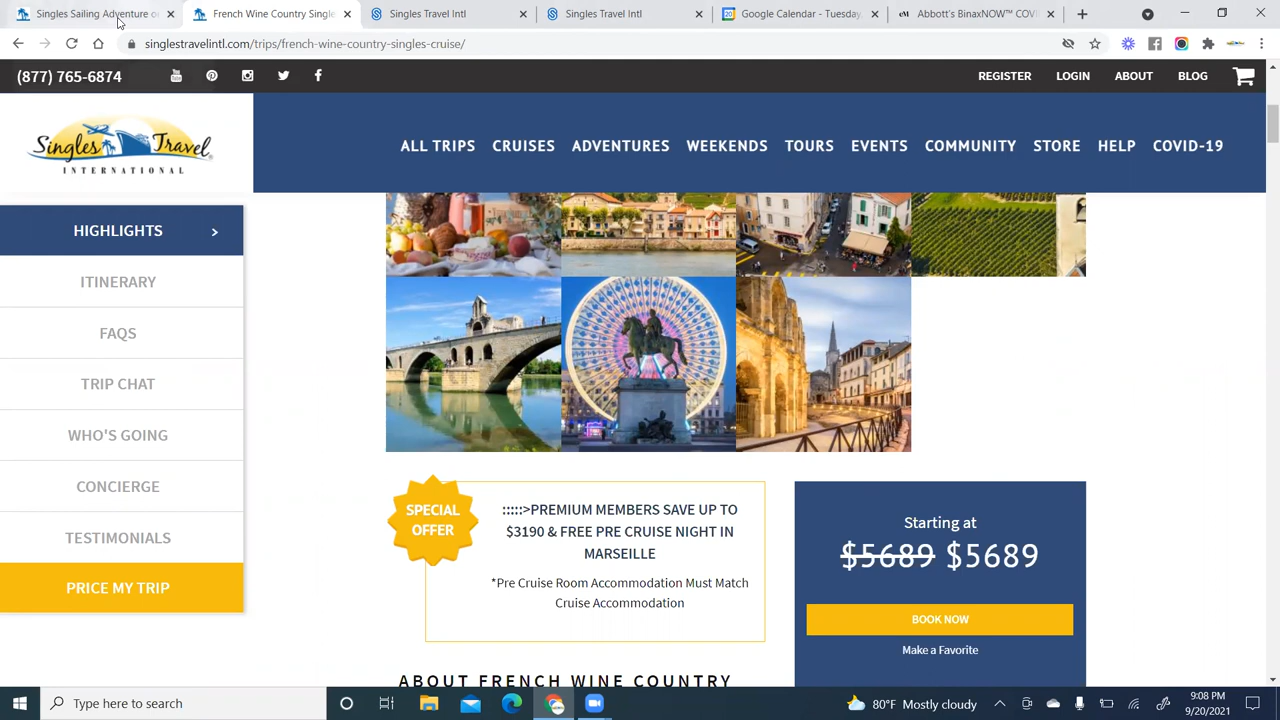 Singles Sailing Adventure o
French Wine Country Single
Singles Travel Intl
Singles Travel Intl
Google Calendar - Tuesday,
Abbott's BinaxNOW™ COVI
singlestravelintl.com/trips/french-wine-country-singles-cruise/
(877) 765-6874
REGISTER LOGIN ABOUT BLOG
Singles Travel
INTERNATIONAL
ALL TRIPS CRUISES ADVENTURES WEEKENDS TOURS EVENTS COMMUNITY STORE HELP COVID-19
HIGHLIGHTS >
ITINERARY
FAQS
TRIP CHAT
WHO'S GOING
CONCIERGE
TESTIMONIALS
PRICE MY TRIP
SPECIAL
OFFER
:::::>PREMIUM MEMBERS SAVE UP TO
$3190 & FREE PRE CRUISE NIGHT IN
MARSEILLE
*Pre Cruise Room Accommodation Must Match
Cruise Accommodation
Starting at
$5689 $5689
BOOK NOW
Make a Favorite
ABOUT FRENCH WINE COUNTRY
Type here to search
80°F Mostly cloudy
9:08 PM
9/20/2021